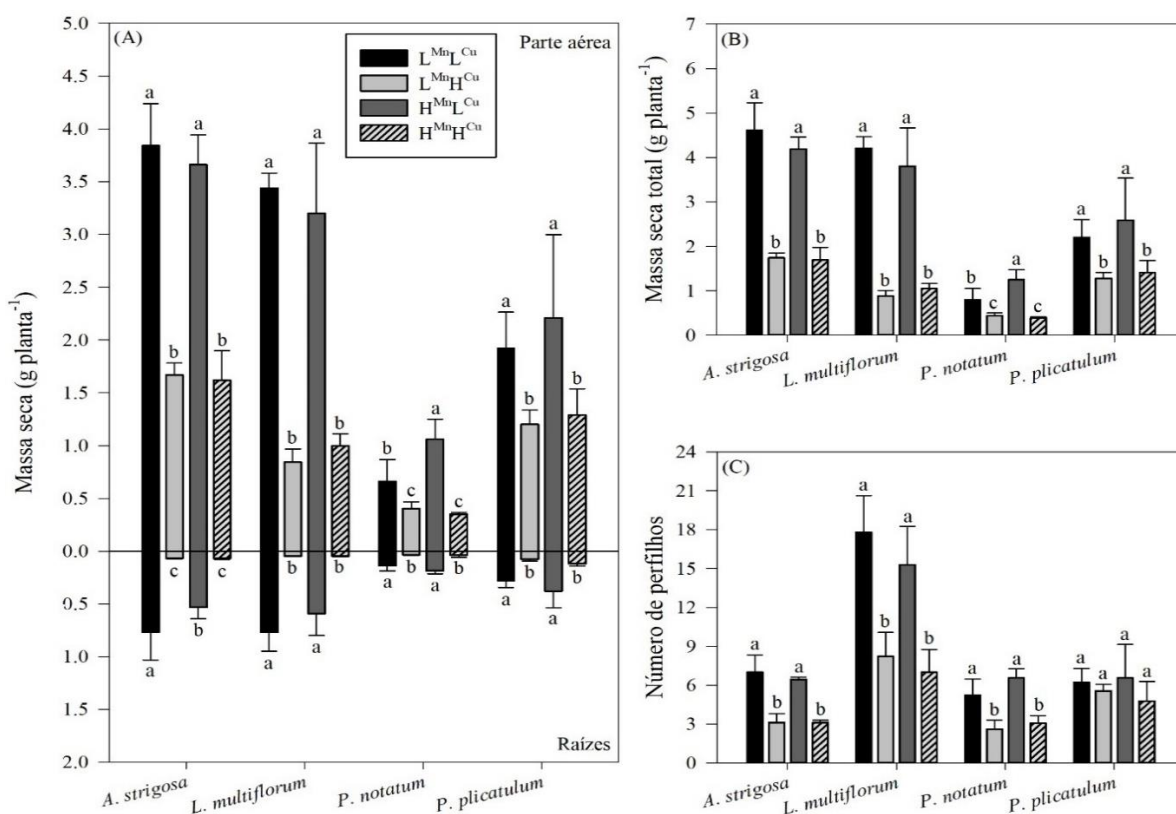 (A)
Parte aérea
L^Mn L^Cu
L^Mn H^Cu
H^Mn L^Cu
H^Mn H^Cu
Massa seca (g planta^-1)
5.0
4.5
4.0
3.5
3.0
2.5
2.0
1.5
1.0
0.5
0.0
0.5
1.0
1.5
2.0
a b a b
a b a b
b c a c
a b a b
a c b c
a b a b
a b a b
a b a b
Raízes
A. strigosa
L. multiflorum
P. notatum
P. plicatulum
(B)
Massa seca total (g planta^-1)
7
6
5
4
3
2
1
0
a b a b
a b a b
b c a c
a b a b
A. strigosa
L. multiflorum
P. notatum
P. plicatulum
(C)
Número de perfilhos
24
21
18
15
12
9
6
3
0
a b a b
a b a b
a b a b
a a a a
A. strigosa
L. multiflorum
P. notatum
P. plicatulum